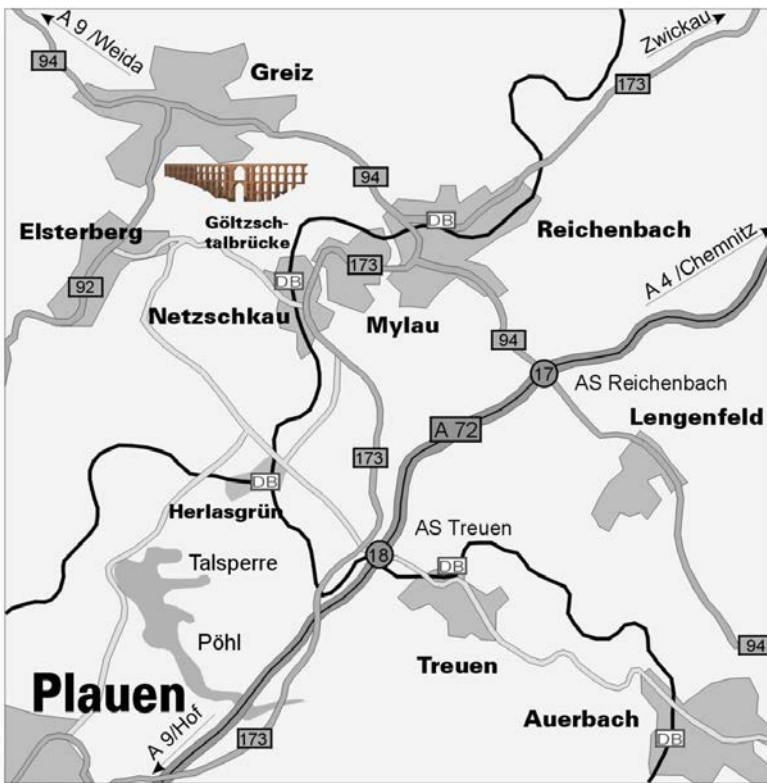 A 9 /Weida
Zwickau
94
173
Greiz
94
Elsterberg
Göltzsch-
talbrücke
DB
Reichenbach
173
A 4 /Chemnitz
92
DB
Netzschkau
Mylau
94
17
AS Reichenbach
A 72
Lengenfeld
173
DB
Herlasgrün
AS Treuen
18
Talsperre
DB
Pöhl
94
Treuen
Plauen
Auerbach
A 9/Hof
173
DB